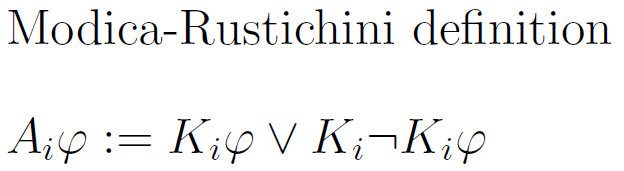 Modica-Rustichini definition
A_iφ := K_iφ ∨ K_i¬K_iφ